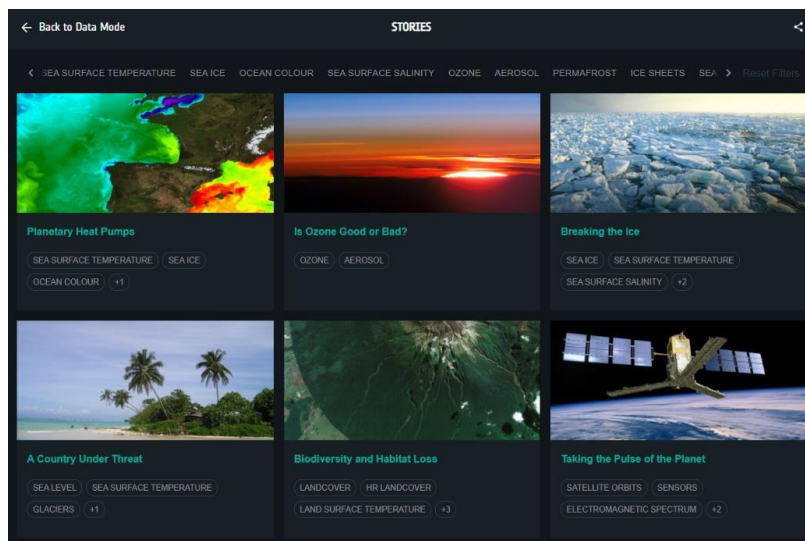 Back to Data Mode
STORIES
SEA SURFACE TEMPERATURE SEA ICE OCEAN COLOUR SEA SURFACE SALINITY OZONE AEROSOL PERMAFROST ICE SHEETS SEA Reset Filters
Planetary Heat Pumps
SEA SURFACE TEMPERATURE SEA ICE
OCEAN COLOUR +1
Is Ozone Good or Bad?
OZONE AEROSOL
Breaking the Ice
SEA ICE SEA SURFACE TEMPERATURE
SEA SURFACE SALINITY +2
A Country Under Threat
SEA LEVEL SEA SURFACE TEMPERATURE
GLACIERS +1
Biodiversity and Habitat Loss
LANDCOVER HR LANDCOVER
LAND SURFACE TEMPERATURE +3
Taking the Pulse of the Planet
SATELLITE ORBITS SENSORS
ELECTROMAGNETIC SPECTRUM +2